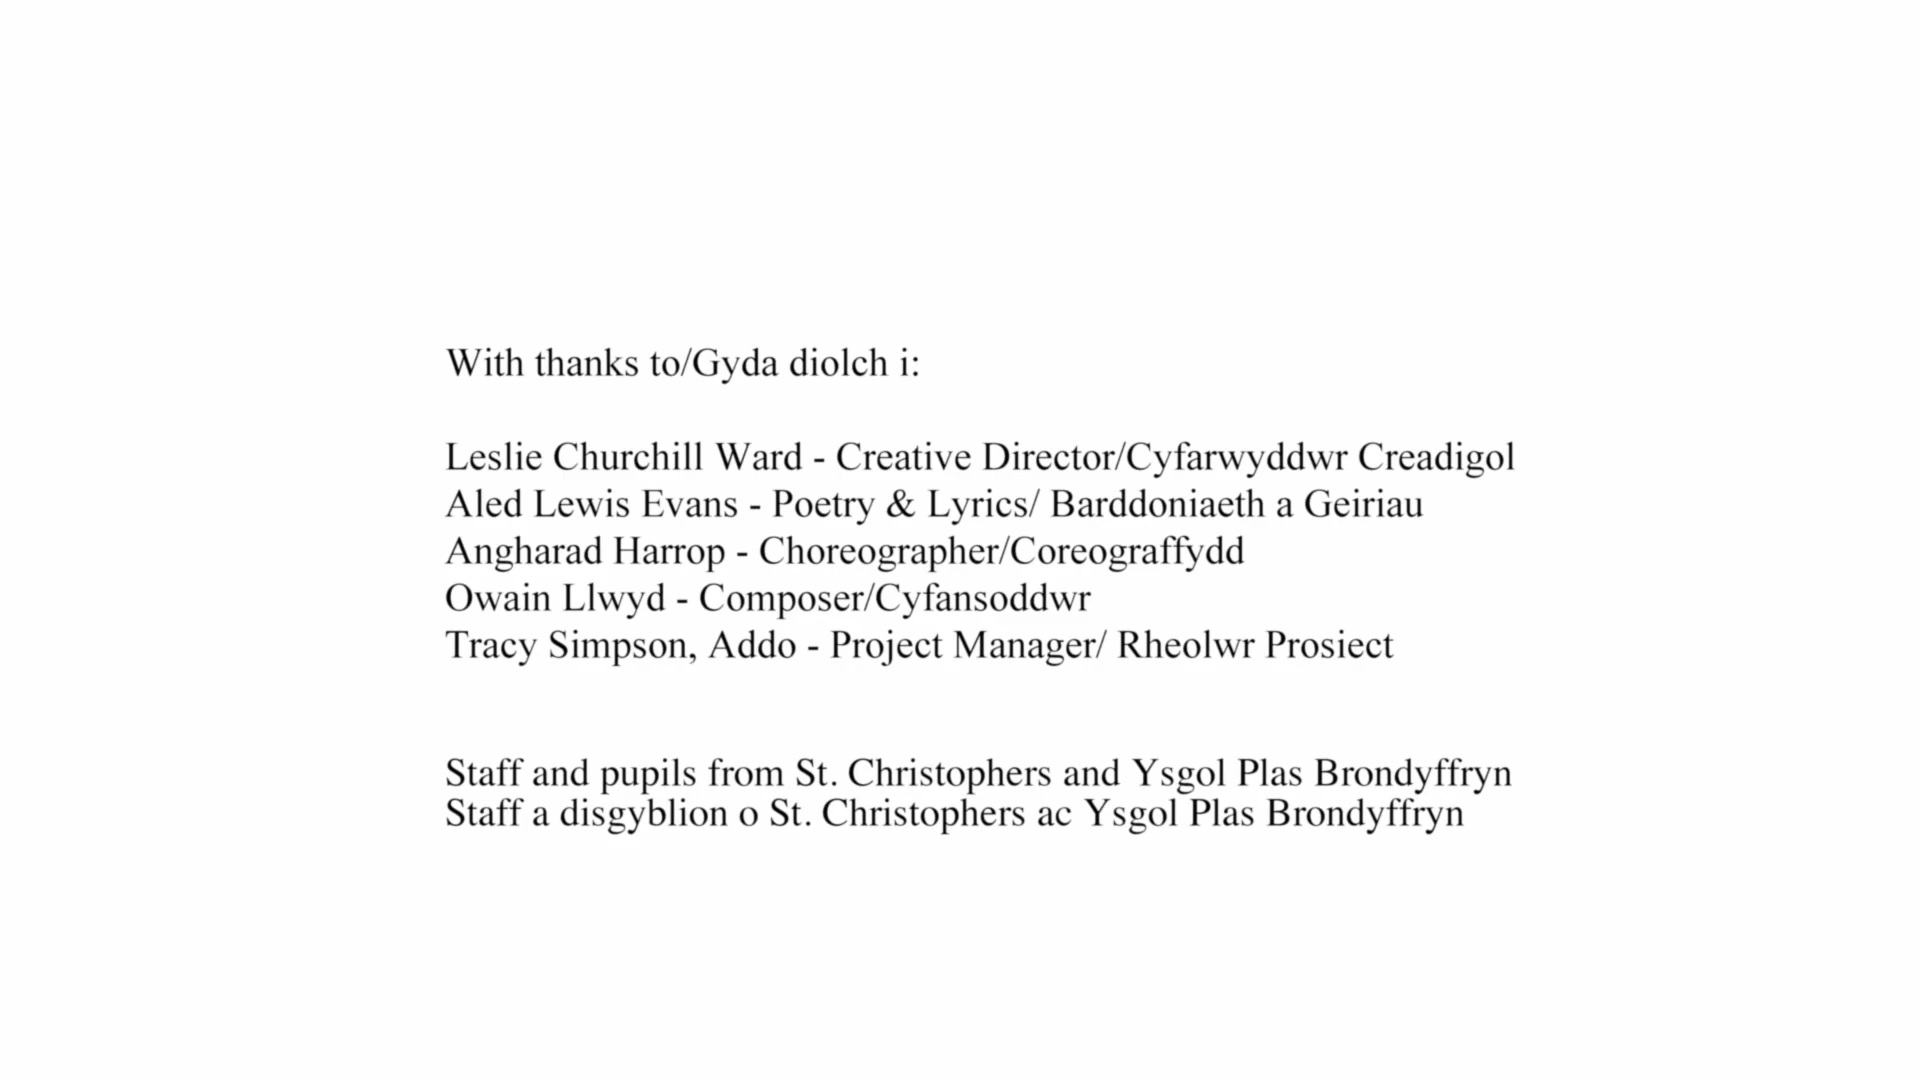 With thanks to/Gyda diolch i:
Leslie Churchill Ward - Creative Director/Cyfarwyddwr Creadigol
Aled Lewis Evans - Poetry & Lyrics/ Barddoniaeth a Geiriau
Angharad Harrop - Choreographer/Coreograffydd
Owain Llwyd - Composer/Cyfansoddwr
Tracy Simpson, Addo - Project Manager/ Rheolwr Prosiect
Staff and pupils from St. Christophers and Ysgol Plas Brondyffryn
Staff a disgyblion o St. Christophers ac Ysgol Plas Brondyffryn